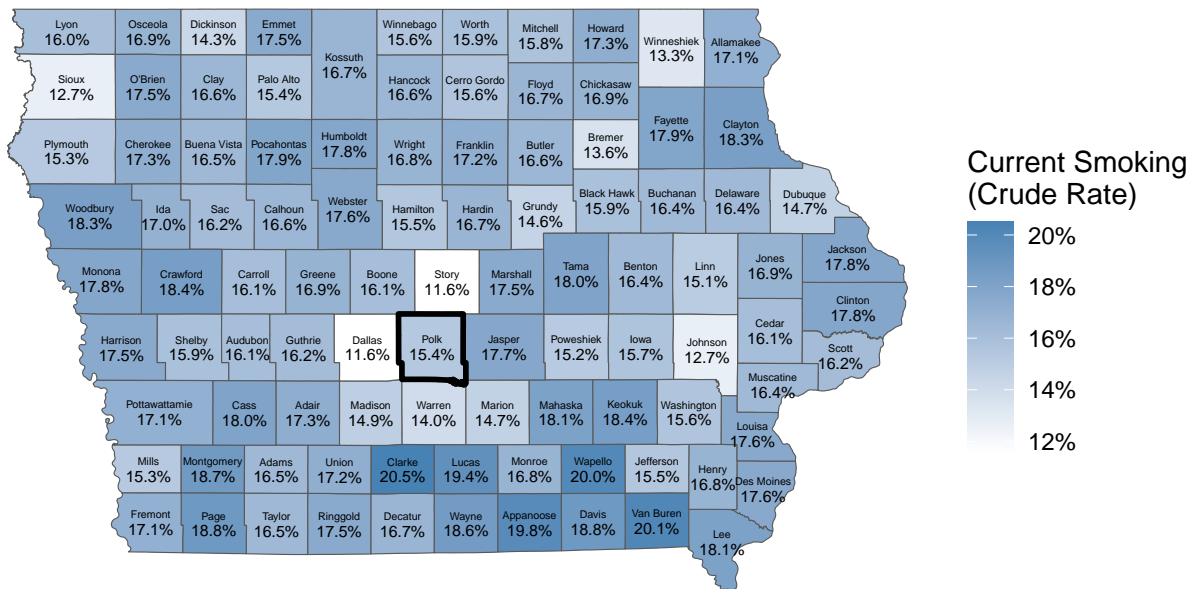 Lyon
16.0%
Osceola
16.9%
Dickinson
14.3%
Emmet
17.5%
Kossuth
16.7%
Winnebago
15.6%
Worth
15.9%
Mitchell
15.8%
Howard
17.3%
Winneshiek
13.3%
Allamakee
17.1%
Sioux
12.7%
O'Brien
17.5%
Clay
16.6%
Palo Alto
15.4%
Hancock
16.6%
Cerro Gordo
15.6%
Floyd
16.7%
Chickasaw
16.9%
Fayette
17.9%
Clayton
18.3%
Plymouth
15.3%
Cherokee
17.3%
Buena Vista
16.5%
Pocahontas
17.9%
Humboldt
17.8%
Wright
16.8%
Franklin
17.2%
Butler
16.6%
Bremer
13.6%
Woodbury
18.3%
Ida
17.0%
Sac
16.2%
Calhoun
16.6%
Webster
17.6%
Hamilton
15.5%
Hardin
16.7%
Grundy
14.6%
Black Hawk
15.9%
Buchanan
16.4%
Delaware
16.4%
Dubuque
14.7%
Monona
17.8%
Crawford
18.4%
Carroll
16.1%
Greene
16.9%
Boone
16.1%
Story
11.6%
Marshall
17.5%
Tama
18.0%
Benton
16.4%
Linn
15.1%
Jones
16.9%
Jackson
17.8%
Clinton
17.8%
Harrison
17.5%
Shelby
15.9%
Audubon
16.1%
Guthrie
16.2%
Dallas
11.6%
Polk
15.4%
Jasper
17.7%
Poweshiek
15.2%
Iowa
15.7%
Johnson
12.7%
Cedar
16.1%
Scott
16.2%
Muscatine
16.4%
Pottawattamie
17.1%
Cass
18.0%
Adair
17.3%
Madison
14.9%
Warren
14.0%
Marion
14.7%
Mahaska
18.1%
Keokuk
18.4%
Washington
15.6%
Louisa
17.6%
Mills
15.3%
Montgomery
18.7%
Adams
16.5%
Union
17.2%
Clarke
20.5%
Lucas
19.4%
Monroe
16.8%
Wapello
20.0%
Jefferson
15.5%
Henry
16.8%
Des Moines
17.6%
Fremont
17.1%
Page
18.8%
Taylor
16.5%
Ringgold
17.5%
Decatur
16.7%
Wayne
18.6%
Appanoose
19.8%
Davis
18.8%
Van Buren
20.1%
Lee
18.1%
Current Smoking
(Crude Rate)
20%
18%
16%
14%
12%